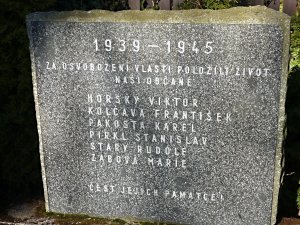 1939 - 1945
ZA OSVOBOZENÍ VLASTI POLOŽILI ŽIVOT
NAŠI OBČANÉ
HORSKÝ VIKTOR
KOLČAVA FRANTIŠEK
PAKOSTA KAREL
PIRKL STANISLAV
STARÝ RUDOLF
ZÁBOVÁ MARIE
ČEST JEJICH PAMÁTCE!